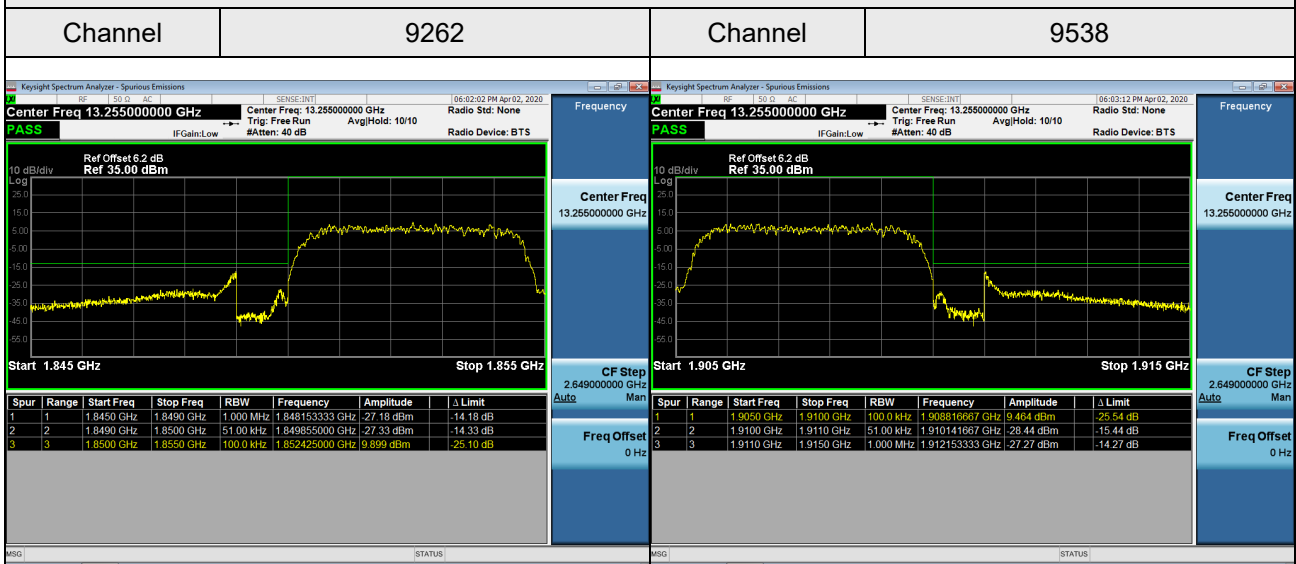 Channel 9262 Channel 9538
Keysight Spectrum Analyzer - Spurious Emissions
RF 50 Ω AC SENSE:INT 06:02:02 PM Apr 02, 2020
Center Freq 13.255000000 GHz Center Freq: 13.255000000 GHz Radio Std: None
Trig: Free Run Avg|Hold: 10/10
PASS IFGain:Low #Atten: 40 dB Radio Device: BTS
Ref Offset 6.2 dB
10 dB/div Ref 35.00 dBm
Log
25.0
15.0
5.00
-5.00
-15.0
-25.0
-35.0
-45.0
-55.0
Start 1.845 GHz Stop 1.855 GHz
Spur Range Start Freq Stop Freq RBW Frequency Amplitude Δ Limit
1 1 1.8450 GHz 1.8490 GHz 1.000 MHz 1.848153333 GHz -27.18 dBm -14.18 dB
2 2 1.8490 GHz 1.8500 GHz 51.00 kHz 1.849855000 GHz -27.33 dBm -14.33 dB
3 3 1.8500 GHz 1.8550 GHz 100.0 kHz 1.852425000 GHz 9.899 dBm -25.10 dB
MSG STATUS
Frequency
Center Freq
13.255000000 GHz
CF Step
2.649000000 GHz
Auto Man
Freq Offset
0 Hz
Keysight Spectrum Analyzer - Spurious Emissions
RF 50 Ω AC SENSE:INT 06:03:12 PM Apr 02, 2020
Center Freq 13.255000000 GHz Center Freq: 13.255000000 GHz Radio Std: None
Trig: Free Run Avg|Hold: 10/10
PASS IFGain:Low #Atten: 40 dB Radio Device: BTS
Ref Offset 6.2 dB
10 dB/div Ref 35.00 dBm
Log
25.0
15.0
5.00
-5.00
-15.0
-25.0
-35.0
-45.0
-55.0
Start 1.905 GHz Stop 1.915 GHz
Spur Range Start Freq Stop Freq RBW Frequency Amplitude Δ Limit
1 1 1.9050 GHz 1.9100 GHz 100.0 kHz 1.908816667 GHz 9.464 dBm -25.54 dB
2 2 1.9100 GHz 1.9110 GHz 51.00 kHz 1.910141667 GHz -28.44 dBm -15.44 dB
3 3 1.9110 GHz 1.9150 GHz 1.000 MHz 1.912153333 GHz -27.27 dBm -14.27 dB
MSG STATUS
Frequency
Center Freq
13.255000000 GHz
CF Step
2.649000000 GHz
Auto Man
Freq Offset
0 Hz